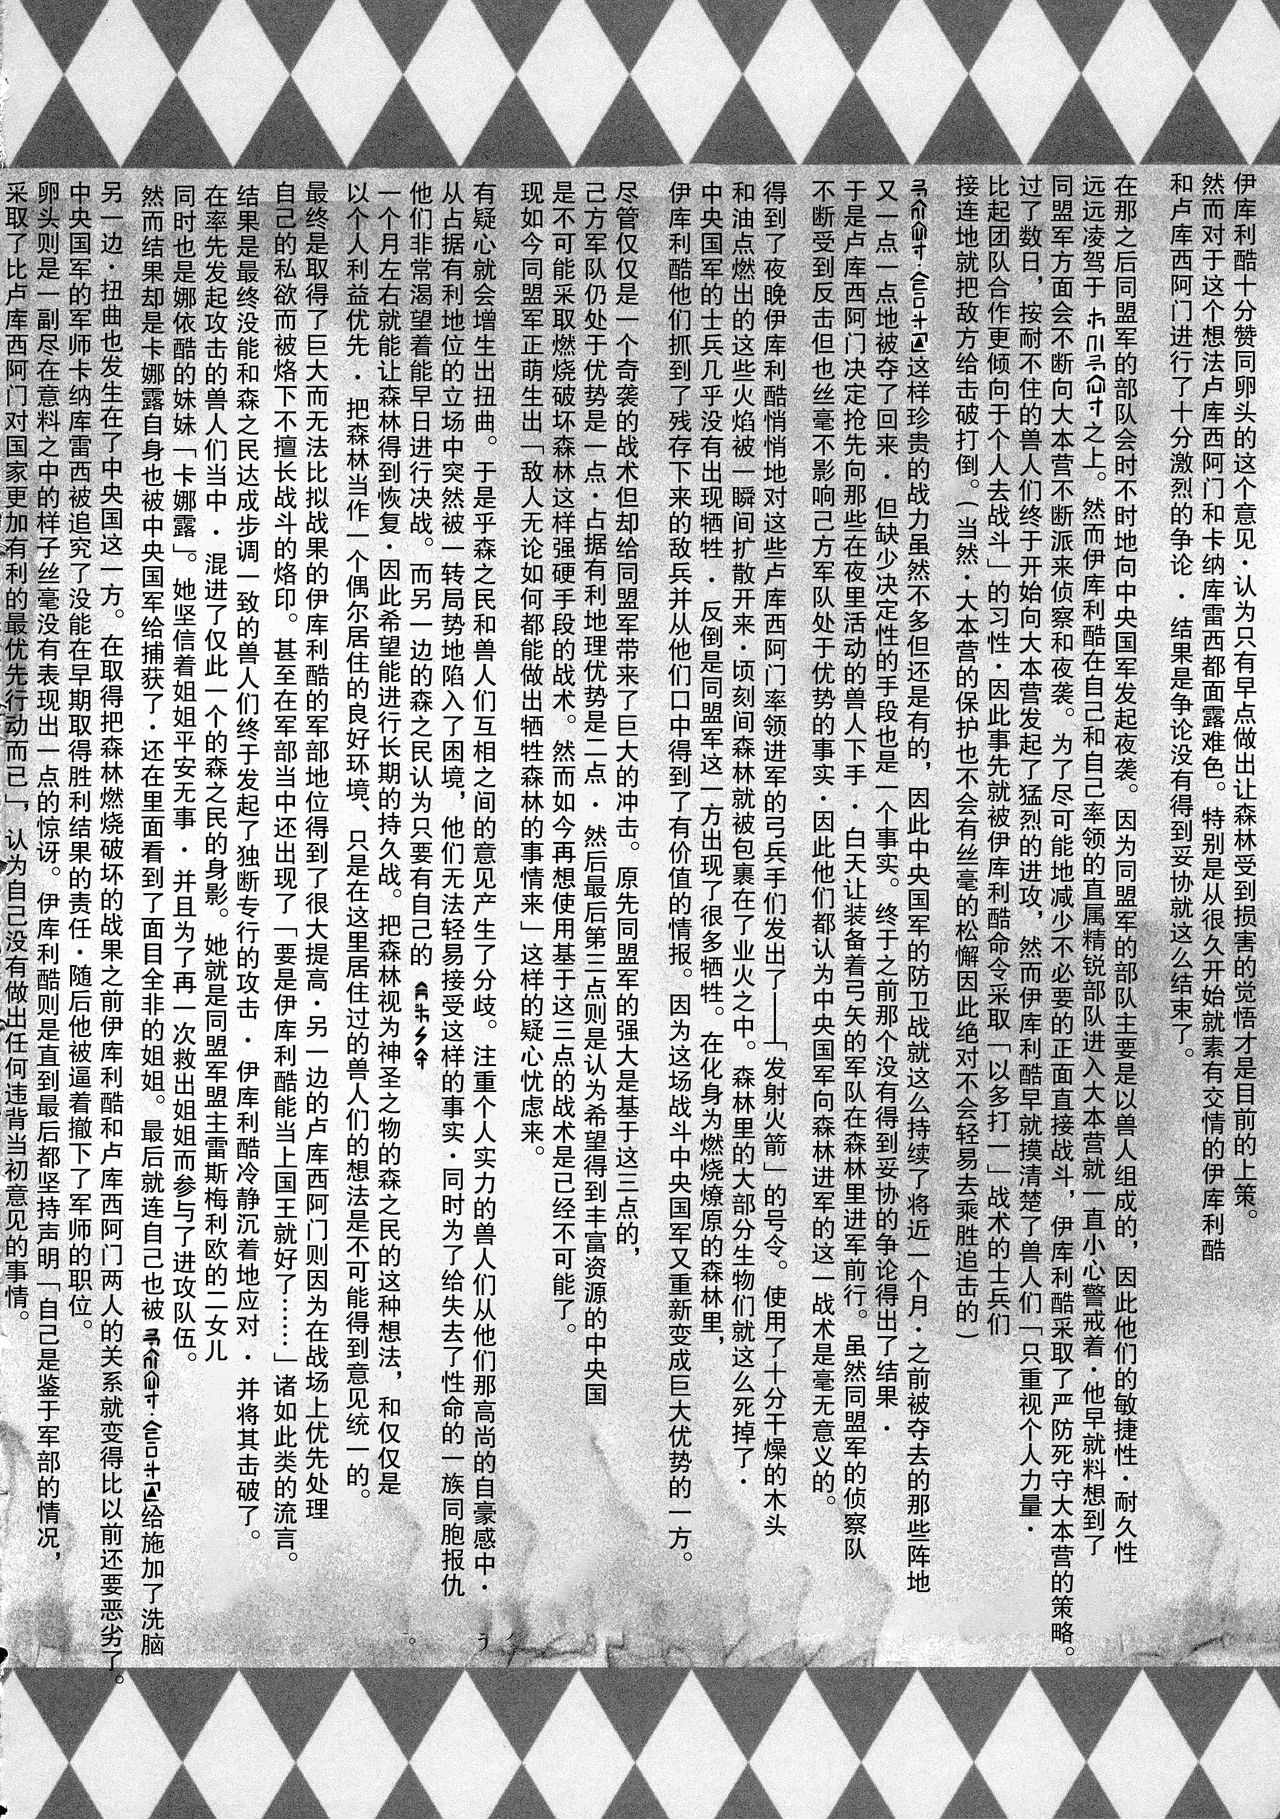 伊库利酷十分赞同卵头的这个意见·认为只有早点做出让森林受到损害的觉悟才是目前的上策。
然而对于这个想法卢库西阿门和卡纳库雷西都面露难色。特别是从很久开始就素有交情的伊库利酷
和卢库西阿门进行了十分激烈的争论·结果是争论没有得到妥协就这么结束了。
在那之后同盟军的部队会时不时地向中央国军发起夜袭。因为同盟军的部队主要是以兽人组成的，因此他们的敏捷性·耐久性
远远凌驾于之上。然而伊库利酷在自己和自己率领的直属精锐部队进入大本营就一直小心警戒着·他早就料想到了
同盟军方面会不断向大本营不断派来侦察和夜袭。为了尽可能地减少不必要的正面直接战斗，伊库利酷采取了严防死守大本营的策略。
过了数日，按耐不住的兽人们终于开始向大本营发起了猛烈的进攻，然而伊库利酷早就摸清楚了兽人们「只重视个人力量·
比起团队合作更倾向于个人去战斗」的习性·因此事先就被伊库利酷命令采取「以多打一」战术的士兵们
接连地就把敌方给击破打倒。(当然·大本营的保护也不会有丝毫的松懈因此绝对不会轻易去乘胜追击的)
这样珍贵的战力虽然不多但还是有的，因此中央国军的防卫战就这么持续了将近一个月·之前被夺去的那些阵地
又一点一点地被夺了回来·但缺少决定性的手段也是一个事实。终于之前那个没有得到妥协的争论得出了结果·
于是卢库西阿门决定抢先向那些在夜里活动的兽人下手·白天让装备着弓矢的军队在森林里进军前行。虽然同盟军的侦察队
不断受到反击但也丝毫不影响己方军队处于优势的事实·因此他们都认为中央国军向森林进军的这一战术是毫无意义的。
得到了夜晚伊库利酷悄悄地对这些卢库西阿门率领进军的弓兵手们发出了——「发射火箭」的号令。使用了十分干燥的木头
和油点燃出的这些火焰被一瞬间扩散开来·顷刻间森林就被包裹在了业火之中。森林里的大部分生物们就这么死掉了·
中央国军的士兵几乎没有出现牺牲·反倒是同盟军这一方出现了很多牺牲。在化身为燃烧燎原的森林里，
伊库利酷他们抓到了残存下来的敌兵并从他们口中得到了有价值的情报。因为这场战斗中央国军又重新变成巨大优势的一方。
尽管仅仅是一个奇袭的战术但却给同盟军带来了巨大的冲击。原先同盟军的强大是基于这三点的，
己方军队仍处于优势是一点·占据有利地理优势是二点·然后最后第三点则是认为希望得到丰富资源的中央国
是不可能采取燃烧破坏森林这样强硬手段的战术。然而如今再想使用基于这三点的战术是已经不可能了。
现如今同盟军正萌生出「敌人无论如何都能做出牺牲森林的事情来」这样的疑心忧虑来。
有疑心就会增生出扭曲。于是乎森之民和兽人们互相之间的意见产生了分歧。注重个人实力的兽人们从他们那高尚的自豪感中·
从占据有利地位的立场中突然被一转局势地陷入了困境，他们无法轻易接受这样的事实·同时为了给失去了性命的一族同胞报仇
他们非常渴望着能早日进行决战。而另一边的森之民认为只要有自己的
一个月左右就能让森林得到恢复·因此希望能进行长期的持久战。把森林视为神圣之物的森之民的这种想法，和仅仅是
以个人利益优先·把森林当作一个偶尔居住的良好环境、只是在这里居住过的兽人们的想法是不可能得到意见统一的。
最终是取得了巨大而无法比拟战果的伊库利酷的军部地位得到了很大提高·另一边的卢库西阿门则因为在战场上优先处理
自己的私欲而被烙下不擅长战斗的烙印。甚至在军部当中还出现了「要是伊库利酷能当上国王就好了……」诸如此类的流言。
结果是最终没能和森之民达成步调一致的兽人们终于发起了独断专行的攻击·伊库利酷冷静沉着地应对·并将其击破了。
在率先发起攻击的兽人们当中·混进了仅此一个的森之民的身影。她就是同盟军盟主雷斯梅利欧的二女儿
同时也是娜依酷的妹妹「卡娜露」。她坚信着姐姐平安无事·并且为了再一次救出姐姐而参与了进攻队伍。
然而结果却是卡娜露自身也被中央国军给捕获了·还在里面看到了面目全非的姐姐。最后就连自己也被给施加了洗脑
另一边·扭曲也发生在了中央国这一方。在取得把森林燃烧破坏的战果之前伊库利酷和卢库西阿门两人的关系就变得比以前还要恶劣了。
中央国军的军师卡纳库雷西被追究了没能在早期取得胜利结果的责任·随后他被逼着撤下了军师的职位。
卵头则是一副尽在意料之中的样子丝毫没有表现出一点的惊讶。伊库利酷则是直到最后都坚持声明「自己是鉴于军部的情况，
采取了比卢库西阿门对国家更加有利的最优先行动而已」，认为自己没有做出任何违背当初意见的事情。